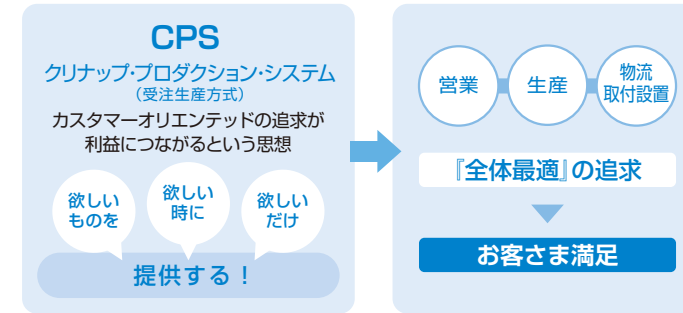 CPS
クリナップ・プロダクション・システム
（受注生産方式）
カスタマーオリエンテッドの追求が
利益につながるという思想
欲しい
ものを
欲しい
時に
欲しい
だけ
提供する！
営業
生産
物流
取付設置
『全体最適』の追求
お客さま満足